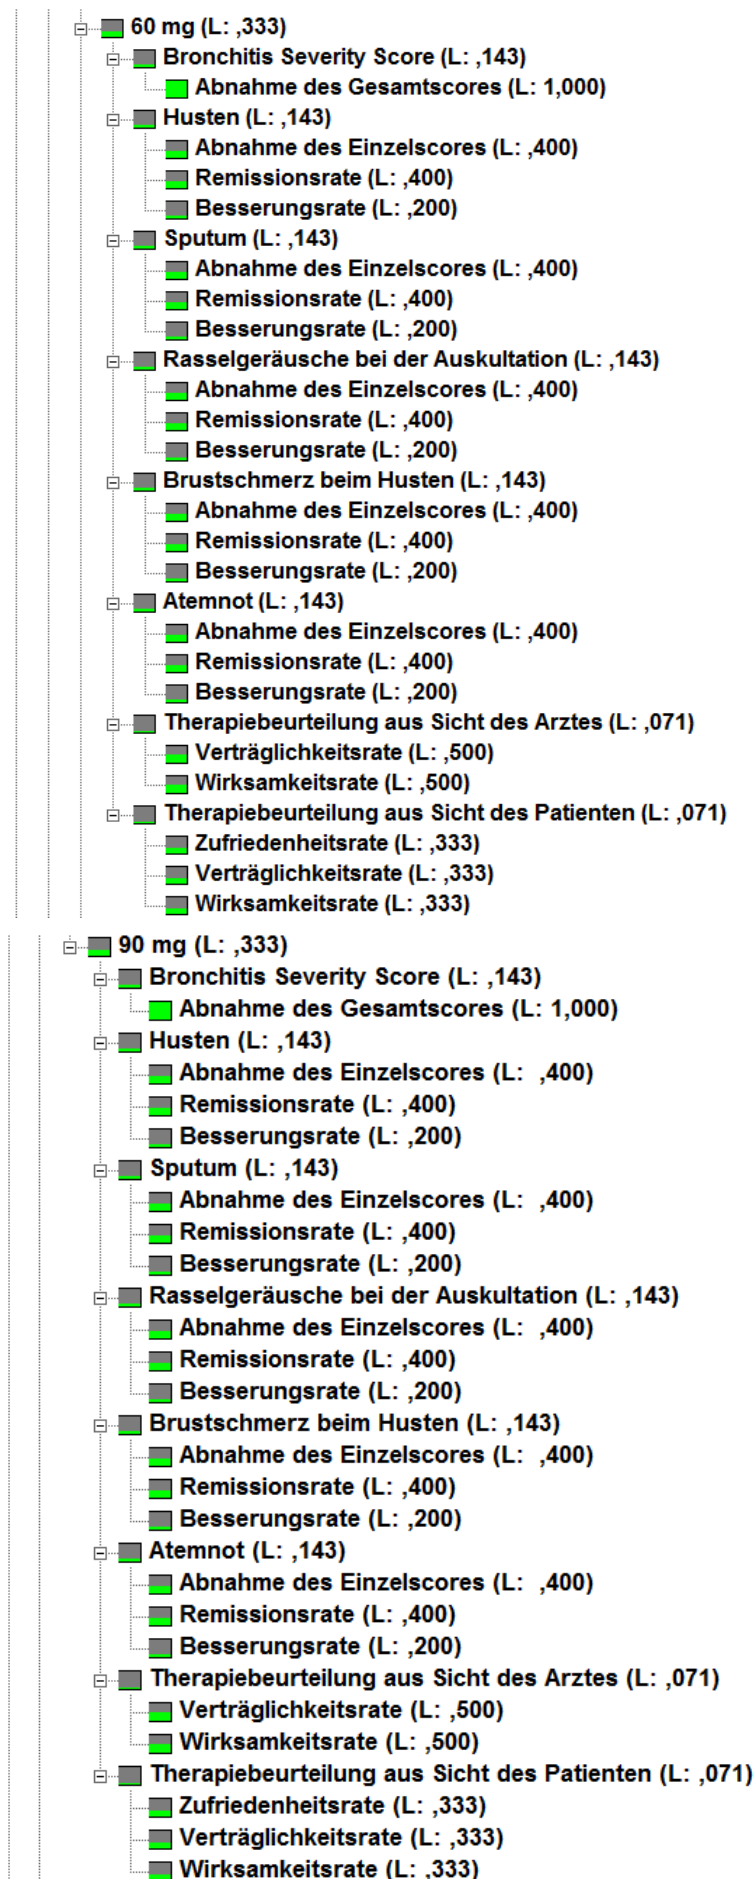 60 mg (L: ,333)
Bronchitis Severity Score (L: ,143)
Abnahme des Gesamtscores (L: 1,000)
Husten (L: ,143)
Abnahme des Einzelscores (L: ,400)
Remissionsrate (L: ,400)
Besserungsrate (L: ,200)
Sputum (L: ,143)
Abnahme des Einzelscores (L: ,400)
Remissionsrate (L: ,400)
Besserungsrate (L: ,200)
Rasselgeräusche bei der Auskultation (L: ,143)
Abnahme des Einzelscores (L: ,400)
Remissionsrate (L: ,400)
Besserungsrate (L: ,200)
Brustschmerz beim Husten (L: ,143)
Abnahme des Einzelscores (L: ,400)
Remissionsrate (L: ,400)
Besserungsrate (L: ,200)
Atemnot (L: ,143)
Abnahme des Einzelscores (L: ,400)
Remissionsrate (L: ,400)
Besserungsrate (L: ,200)
Therapiebeurteilung aus Sicht des Arztes (L: ,071)
Verträglichkeitsrate (L: ,500)
Wirksamkeitsrate (L: ,500)
Therapiebeurteilung aus Sicht des Patienten (L: ,071)
Zufriedenheitsrate (L: ,333)
Verträglichkeitsrate (L: ,333)
Wirksamkeitsrate (L: ,333)
90 mg (L: ,333)
Bronchitis Severity Score (L: ,143)
Abnahme des Gesamtscores (L: 1,000)
Husten (L: ,143)
Abnahme des Einzelscores (L: ,400)
Remissionsrate (L: ,400)
Besserungsrate (L: ,200)
Sputum (L: ,143)
Abnahme des Einzelscores (L: ,400)
Remissionsrate (L: ,400)
Besserungsrate (L: ,200)
Rasselgeräusche bei der Auskultation (L: ,143)
Abnahme des Einzelscores (L: ,400)
Remissionsrate (L: ,400)
Besserungsrate (L: ,200)
Brustschmerz beim Husten (L: ,143)
Abnahme des Einzelscores (L: ,400)
Remissionsrate (L: ,400)
Besserungsrate (L: ,200)
Atemnot (L: ,143)
Abnahme des Einzelscores (L: ,400)
Remissionsrate (L: ,400)
Besserungsrate (L: ,200)
Therapiebeurteilung aus Sicht des Arztes (L: ,071)
Verträglichkeitsrate (L: ,500)
Wirksamkeitsrate (L: ,500)
Therapiebeurteilung aus Sicht des Patienten (L: ,071)
Zufriedenheitsrate (L: ,333)
Verträglichkeitsrate (L: ,333)
Wirksamkeitsrate (L: ,333)